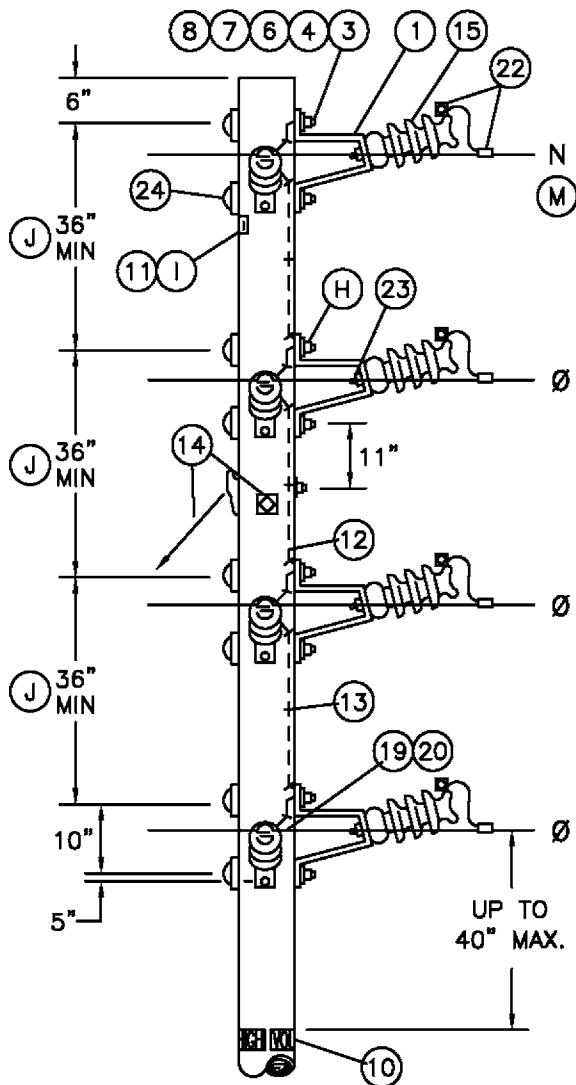 8 7 6 4 3 1 15 22
6"
N
24
M
J 36" MIN
11 I
H 23
Ø
J 36" MIN
14
11"
12
Ø
J 36" MIN
13
19 20
Ø
10"
5"
UP TO
40" MAX.
HIGH VOL
10